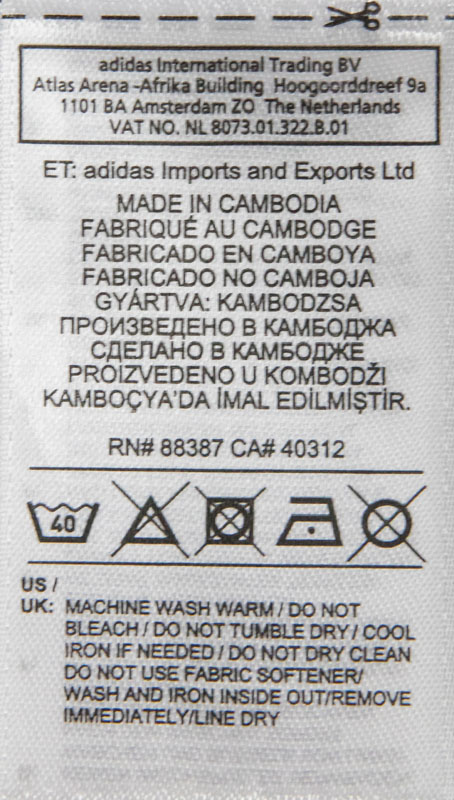 adidas International Trading BV
Atlas Arena -Afrika Building Hoogoorddreef 9a
1101 BA Amsterdam ZO The Netherlands
VAT NO. NL 8073.01.322.B.01
ET: adidas Imports and Exports Ltd
MADE IN CAMBODIA
FABRIQUÉ AU CAMBODGE
FABRICADO EN CAMBOYA
FABRICADO NO CAMBOJA
GYÁRTVA: KAMBODZSA
ПРОИЗВЕДЕНО В КАМБОДЖА
СДЕЛАНО В КАМБОДЖЕ
PROIZVEDENO U KOMBODŽI
KAMBOÇYA'DA İMAL EDİLMİŞTİR.
RN# 88387 CA# 40312
40
US /
UK: MACHINE WASH WARM / DO NOT
BLEACH / DO NOT TUMBLE DRY / COOL
IRON IF NEEDED / DO NOT DRY CLEAN
DO NOT USE FABRIC SOFTENER/
WASH AND IRON INSIDE OUT/REMOVE
IMMEDIATELY/LINE DRY